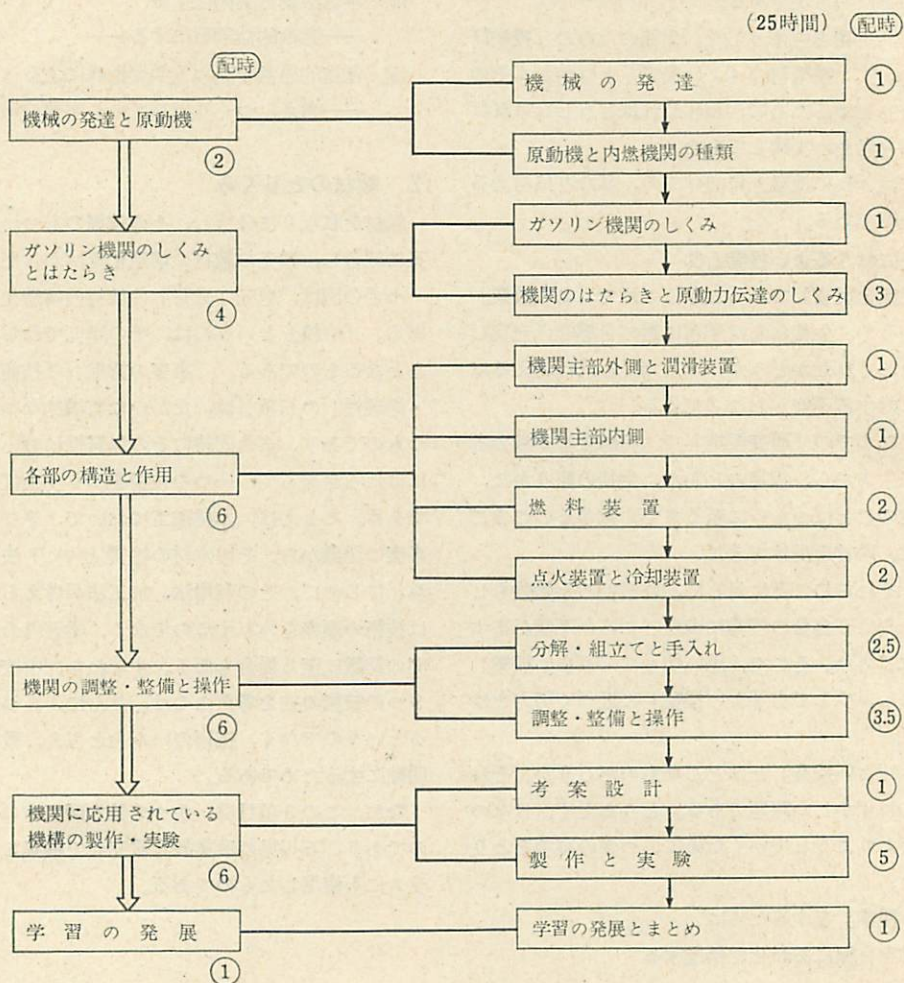 (25時間) 配時
配時
機械の発達と原動機
②
ガソリン機関のしくみ
とはたらき
④
各部の構造と作用
⑥
機関の調整・整備と操作
⑥
機関に応用されている
機構の製作・実験
⑥
学習の発展
①
機械の発達
①
原動機と内燃機関の種類
①
ガソリン機関のしくみ
①
機関のはたらきと原動力伝達のしくみ
③
機関主部外側と潤滑装置
①
機関主部内側
①
燃料装置
②
点火装置と冷却装置
②
分解・組立てと手入れ
2.5
調整・整備と操作
3.5
考案設計
①
製作と実験
⑤
学習の発展とまとめ
①